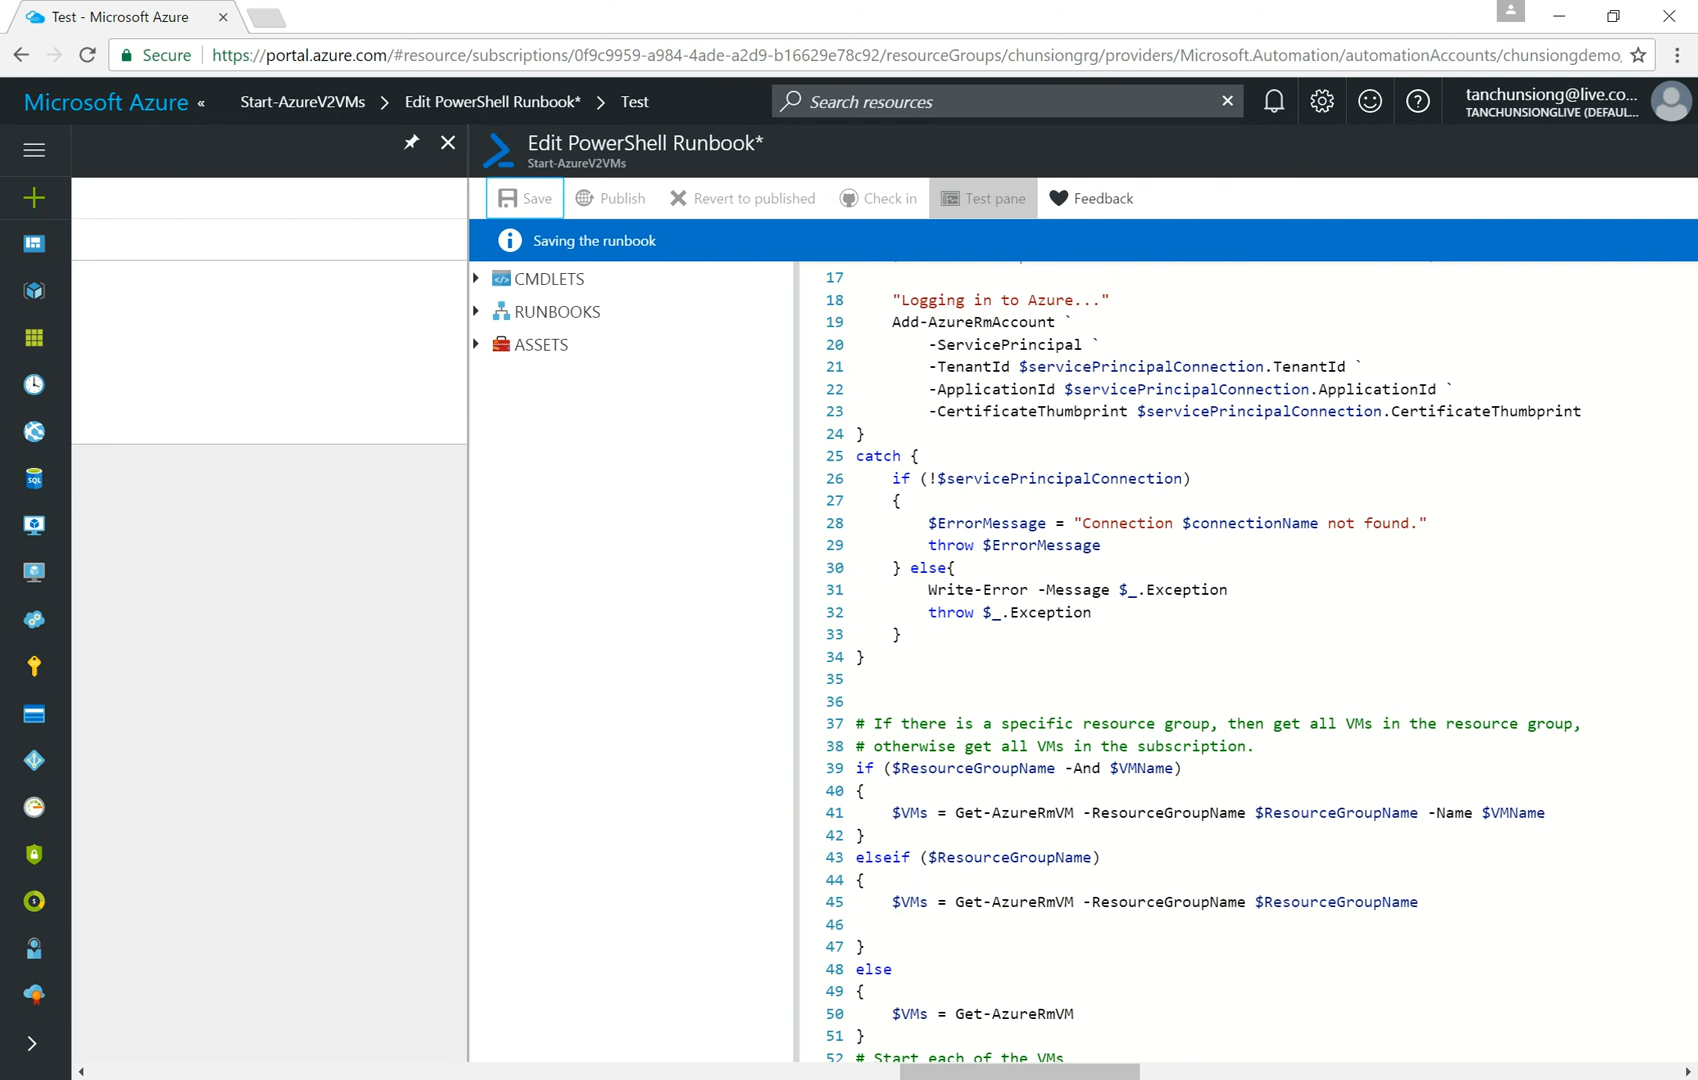 Test - Microsoft Azure
Secure https://portal.azure.com/#resource/subscriptions/0f9c9959-a984-4ade-a2d9-b16629e78c92/resourceGroups/chunsiongrg/providers/Microsoft.Automation/automationAccounts/chunsiongdemo
Microsoft Azure « Start-AzureV2VMs > Edit PowerShell Runbook* > Test
Search resources
tanchunsiong@live.co...
TANCHUNSIONGLIVE (DEFAUL...
Edit PowerShell Runbook*
Start-AzureV2VMs
Save Publish Revert to published Check in Test pane Feedback
Saving the runbook
CMDLETS
RUNBOOKS
ASSETS
SQL
17
18 "Logging in to Azure..."
19 Add-AzureRmAccount `
20 -ServicePrincipal `
21 -TenantId $servicePrincipalConnection.TenantId `
22 -ApplicationId $servicePrincipalConnection.ApplicationId `
23 -CertificateThumbprint $servicePrincipalConnection.CertificateThumbprint
24 }
25 catch {
26 if (!$servicePrincipalConnection)
27 {
28 $ErrorMessage = "Connection $connectionName not found."
29 throw $ErrorMessage
30 } else{
31 Write-Error -Message $_.Exception
32 throw $_.Exception
33 }
34 }
35
36
37 # If there is a specific resource group, then get all VMs in the resource group,
38 # otherwise get all VMs in the subscription.
39 if ($ResourceGroupName -And $VMName)
40 {
41 $VMs = Get-AzureRmVM -ResourceGroupName $ResourceGroupName -Name $VMName
42 }
43 elseif ($ResourceGroupName)
44 {
45 $VMs = Get-AzureRmVM -ResourceGroupName $ResourceGroupName
46
47 }
48 else
49 {
50 $VMs = Get-AzureRmVM
51 }
52 # Start each of the VMs